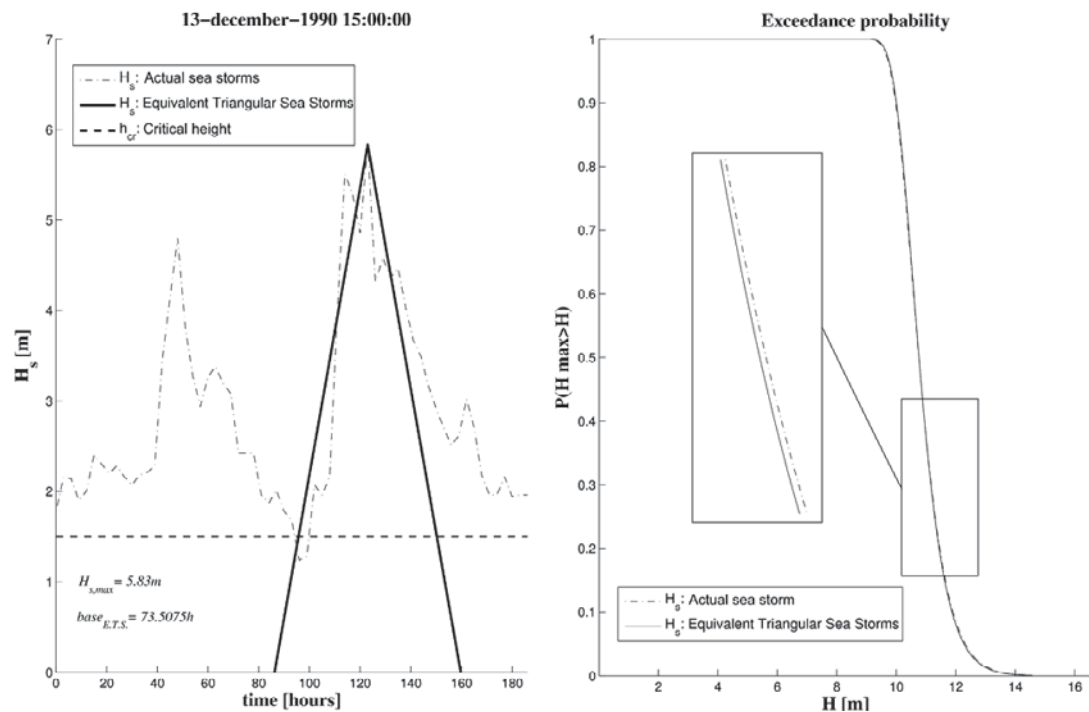 13-december-1990 15:00:00
7
6
5
4
3
2
1
0
H_s [m]
H_s: Actual sea storms
H_s: Equivalent Triangular Sea Storms
h_cr: Critical height
H_s,max= 5.83m
base_E.T.S.= 73.5075h
0 20 40 60 80 100 120 140 160 180
time [hours]
Exceedance probability
1
0.9
0.8
0.7
0.6
0.5
0.4
0.3
0.2
0.1
0
P(H max>H)
H_s: Actual sea storm
H_s: Equivalent Triangular Sea Storms
2 4 6 8 10 12 14 16
H [m]